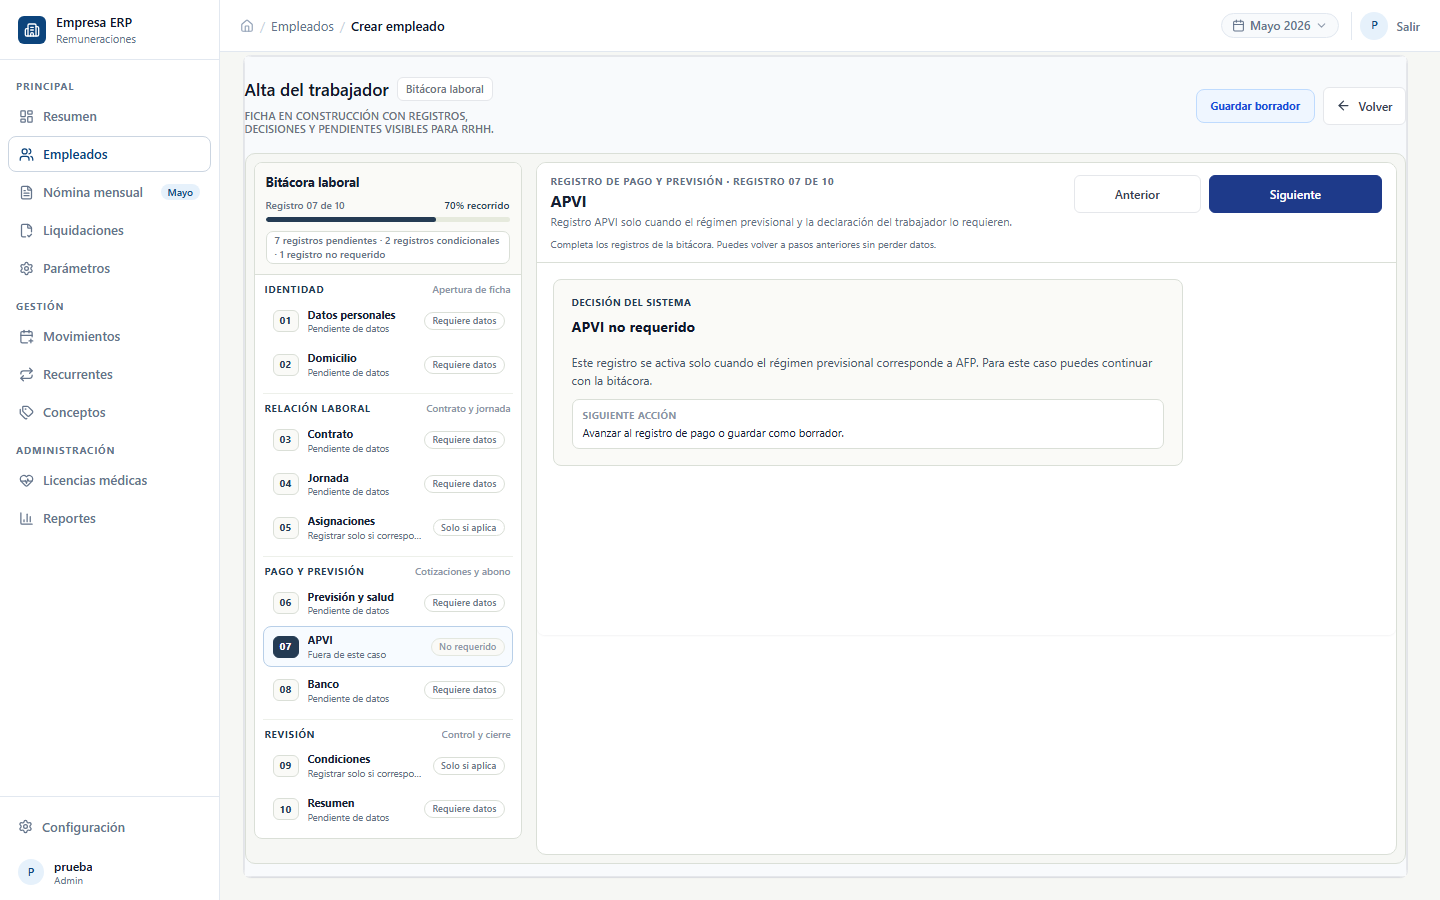 Empresa ERP
Remuneraciones
PRINCIPAL
Resumen
Empleados
Nómina mensual
Mayo
Liquidaciones
Parámetros
GESTIÓN
Movimientos
Recurrentes
Conceptos
ADMINISTRACIÓN
Licencias médicas
Reportes
Configuración
P
prueba
Admin
/ Empleados / Crear empleado
Mayo 2026
P
Salir
Alta del trabajador
Bitácora laboral
FICHA EN CONSTRUCCIÓN CON REGISTROS,
DECISIONES Y PENDIENTES VISIBLES PARA RRHH.
Guardar borrador
Volver
Bitácora laboral
Registro 07 de 10
70% recorrido
7 registros pendientes · 2 registros condicionales
· 1 registro no requerido
IDENTIDAD
Apertura de ficha
01
Datos personales
Pendiente de datos
Requiere datos
02
Domicilio
Pendiente de datos
Requiere datos
RELACIÓN LABORAL
Contrato y jornada
03
Contrato
Pendiente de datos
Requiere datos
04
Jornada
Pendiente de datos
Requiere datos
05
Asignaciones
Registrar solo si correspo...
Solo si aplica
PAGO Y PREVISIÓN
Cotizaciones y abono
06
Previsión y salud
Pendiente de datos
Requiere datos
07
APVI
Fuera de este caso
No requerido
08
Banco
Pendiente de datos
Requiere datos
REVISIÓN
Control y cierre
09
Condiciones
Registrar solo si correspo...
Solo si aplica
10
Resumen
Pendiente de datos
Requiere datos
REGISTRO DE PAGO Y PREVISIÓN · REGISTRO 07 DE 10
APVI
Registro APVI solo cuando el régimen previsional y la declaración del trabajador lo requieren.
Completa los registros de la bitácora. Puedes volver a pasos anteriores sin perder datos.
Anterior
Siguiente
DECISIÓN DEL SISTEMA
APVI no requerido
Este registro se activa solo cuando el régimen previsional corresponde a AFP. Para este caso puedes continuar
con la bitácora.
SIGUIENTE ACCIÓN
Avanzar al registro de pago o guardar como borrador.